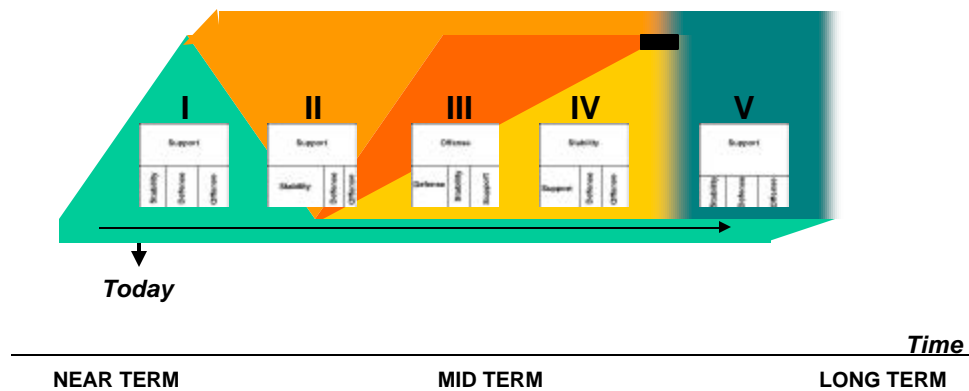 I II III IV V
Support Support Offense Stability Support
Stability Defense Offense Stability Defense Offense Defense Stability Support Support Defense Offense Stability Defense Offense
Today
Time
NEAR TERM MID TERM LONG TERM